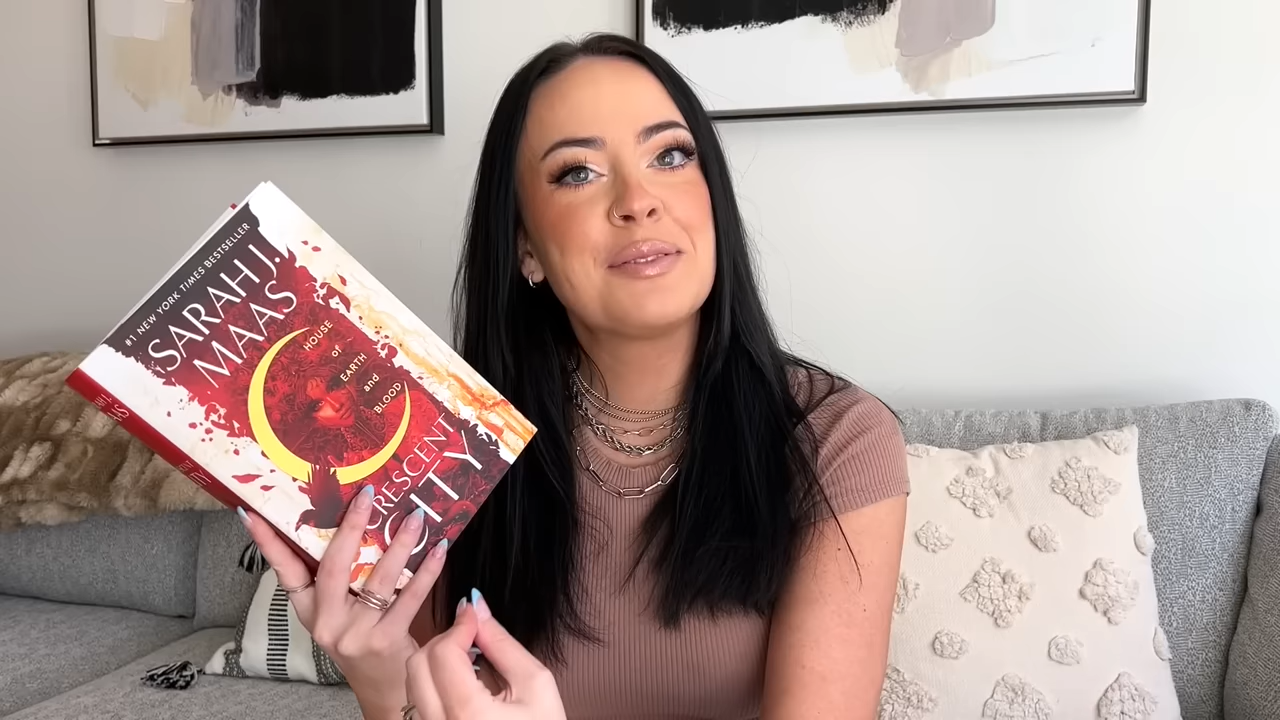 #1 NEW YORK TIMES BESTSELLER
SARAH J.
MAAS
HOUSE
of
EARTH
and
BLOOD
CRESCENT
CITY